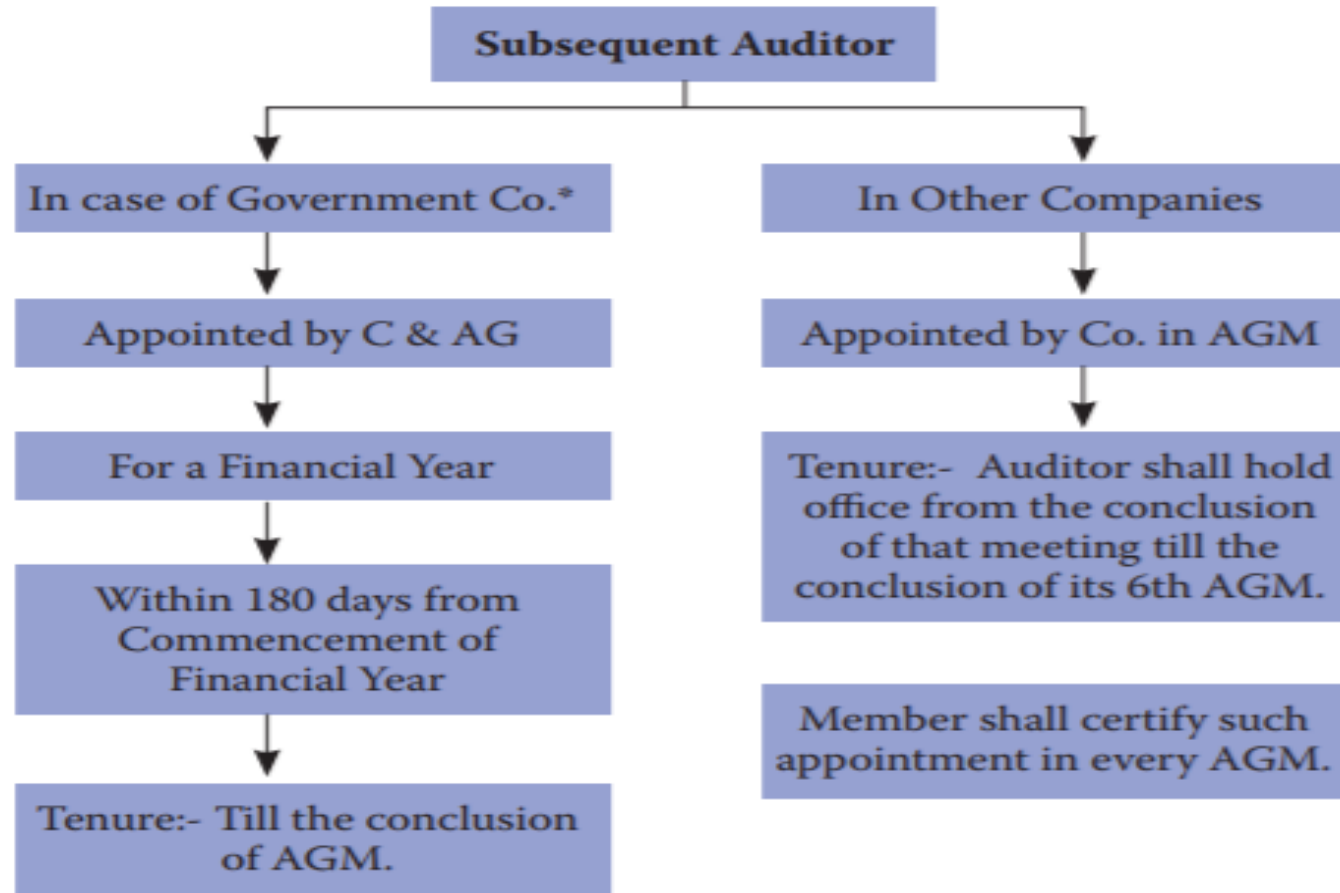 Subsequent Auditor
In case of Government Co.*
Appointed by C & AG
For a Financial Year
Within 180 days from
Commencement of
Financial Year
Tenure:- Till the conclusion
of AGM.
In Other Companies
Appointed by Co. in AGM
Tenure:- Auditor shall hold
office from the conclusion
of that meeting till the
conclusion of its 6th AGM.
Member shall certify such
appointment in every AGM.